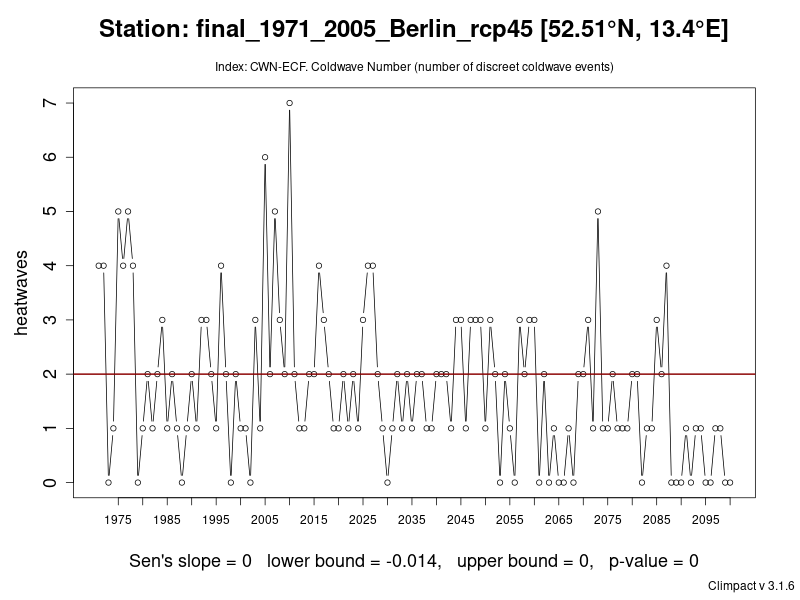 Station: final_1971_2005_Berlin_rcp45 [52.51°N, 13.4°E]
Index: CWN-ECF. Coldwave Number (number of discreet coldwave events)
heatwaves
7
6
5
4
3
2
1
0
1975 1985 1995 2005 2015 2025 2035 2045 2055 2065 2075 2085 2095
Sen's slope = 0 lower bound = -0.014, upper bound = 0, p-value = 0
Climpact v 3.1.6